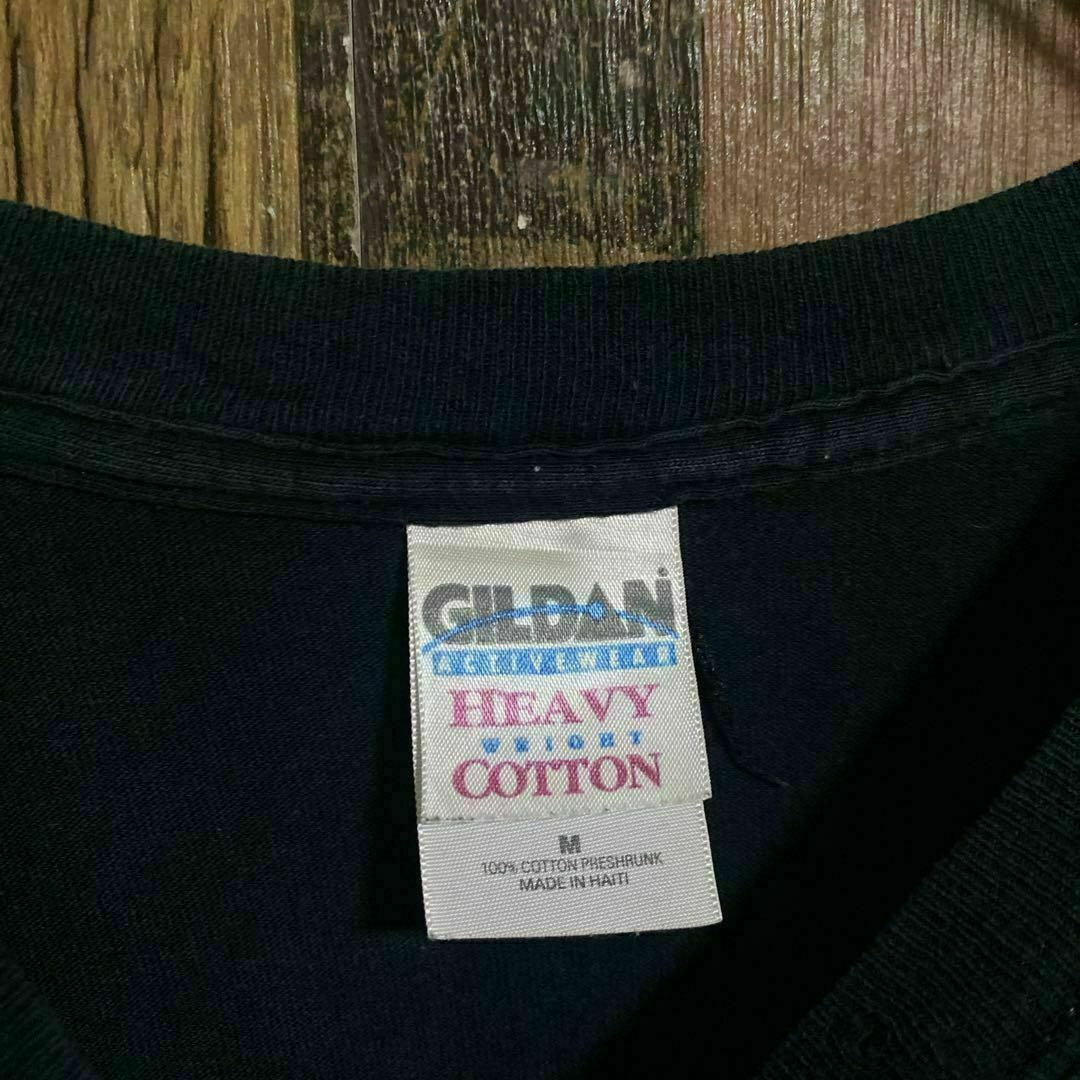 GILDAN®
ACTIVEWEAR
HEAVY
WEIGHT
COTTON
M
100% COTTON PRESHRUNK
MADE IN HAITI